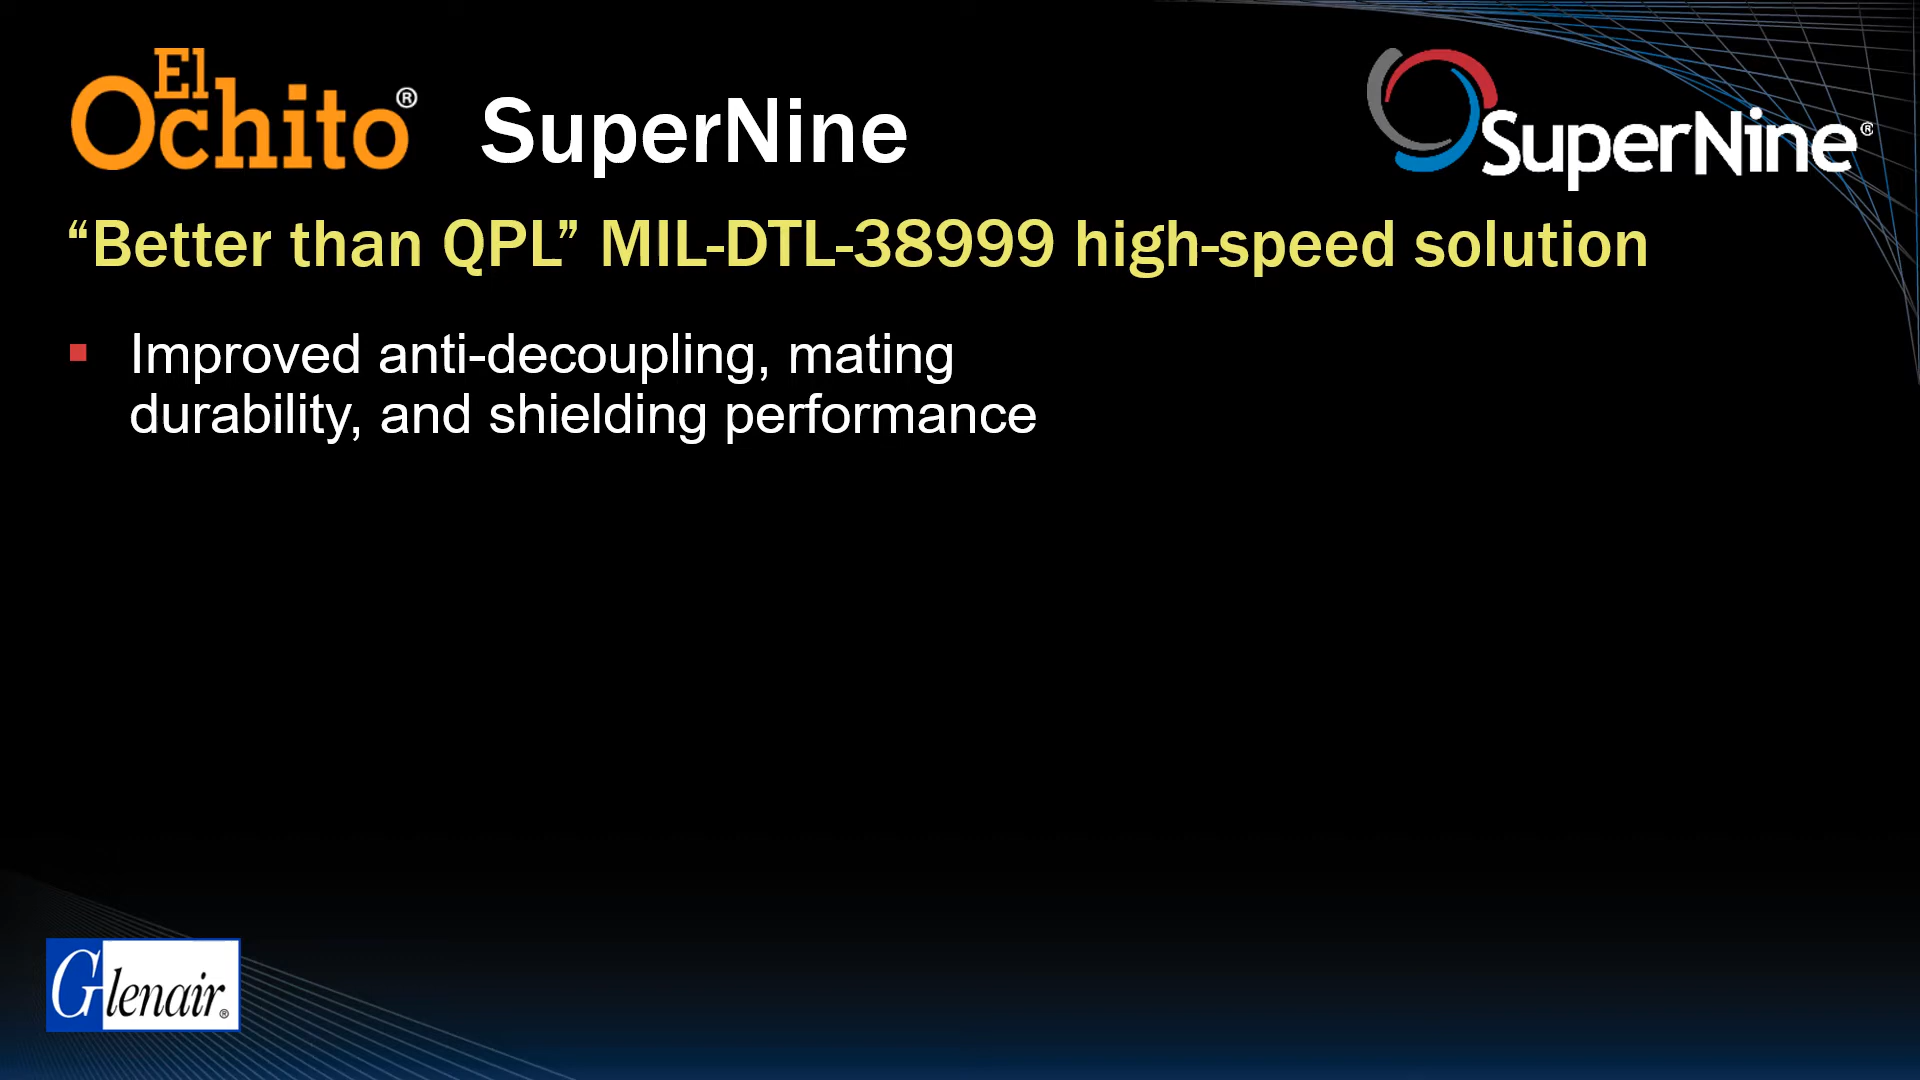 El
Ochito® SuperNine
SuperNine®
“Better than QPL” MIL-DTL-38999 high-speed solution
▪ Improved anti-decoupling, mating
durability, and shielding performance
Glenair®